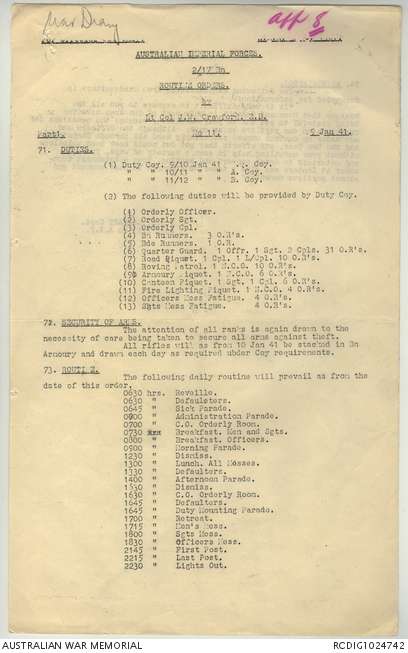 War Diary
App 8
AUSTRALIAN IMPERIAL FORCES.
2/17 Bn
ROUTINE ORDERS.
by
Lt Col J.W. Crawford. E.D.
Part1. No 11. 9 Jan 41.
71. DUTIES.
(1) Duty Coy. 9/10 Jan 41 Coy.
" " 10/11 " A. Coy.
" " 11/12 " B. Coy.
(2) The following duties will be provided by Duty Coy.
(1) Orderly Officer.
(2) Orderly Sgt.
(3) Orderly Cpl.
(4) Bn Runners. 3 O.R's.
(5) Bde Runners. 1 O.R.
(6) Quarter Guard. 1 Offr. 1 Sgt. 2 Cpls. 31 O.R's.
(7) Road Piquet. 1 Cpl. 1 L/Cpl. 10 O.R's.
(8) Roving Patrol. 1 N.C.O. 10 O.R's.
(9) Armoury Piquet. 1 N.C.O. 6 O.R's.
(10) Canteen Piquet. 1 Sgt. 1 Cpl. 6 O.R's.
(11) Fire Lighting Piquet. 1 N.C.O. 4 O.R's.
(12) Officers Mess Fatigue. 4 O.R's.
(13) Sgts Mess Fatigue. 4 O.R's.
72. SECURITY OF ARMS.
The attention of all ranks is again drawn to the
necessity of care being taken to secure all arms against theft.
All rifles will as from 10 Jan 41 be stacked in Bn
Armoury and drawn each day as required under Coy requirements.
73. ROUTINE.
The following daily routine will prevail as from the
date of this order.
0630 hrs. Reveille.
0630 " Defaulters.
0645 " Sick Parade.
0700 " Administration Parade.
0700 " C.O. Orderly Room.
0730 Breakfast. Men and Sgts.
0800 " Breakfast. Officers.
0900 " Morning Parade.
1230 " Dismiss.
1300 " Lunch. All Messes.
1330 " Defaulters.
1400 " Afternoon Parade.
1530 " Dismiss.
1630 " C.O. Orderly Room.
1645 " Defaulters.
1645 " Duty Mounting Parade.
1700 " Retreat.
1715 " Men's Mess.
1800 " Sgts Mess.
1830 " Officers Mess.
2145 " First Post.
2215 " Last Post.
2230 " Lights Out.
AUSTRALIAN WAR MEMORIAL RCDIG1024742